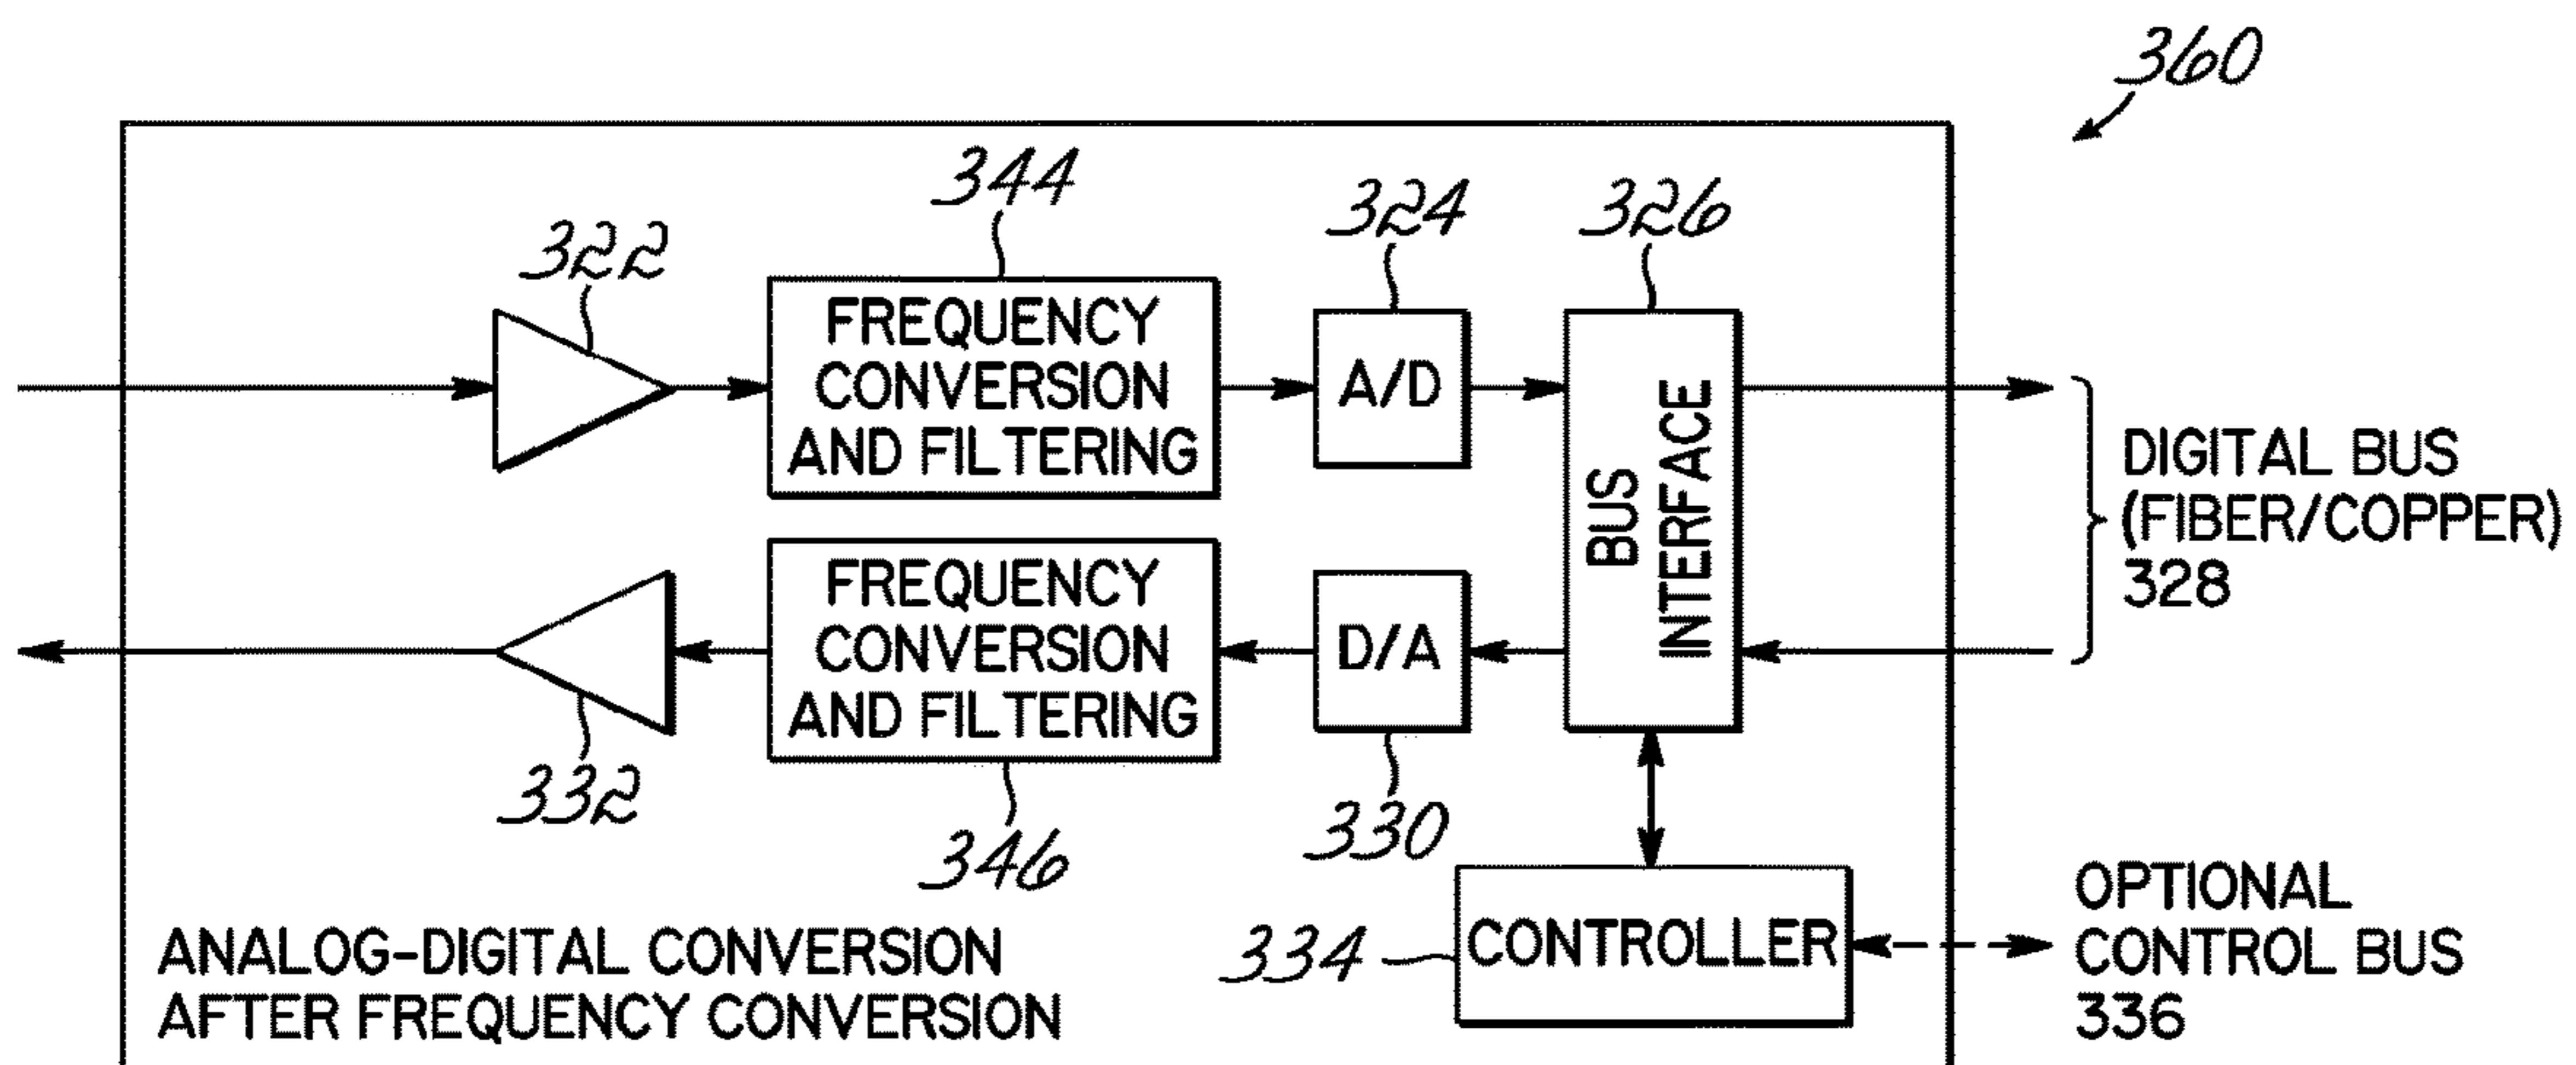 360
344
324
326
322
FREQUENCY
CONVERSION
AND FILTERING
A/D
BUS
INTERFACE
DIGITAL BUS
(FIBER/COPPER)
328
FREQUENCY
CONVERSION
AND FILTERING
D/A
332
346
330
334
CONTROLLER
OPTIONAL
CONTROL BUS
336
ANALOG-DIGITAL CONVERSION
AFTER FREQUENCY CONVERSION